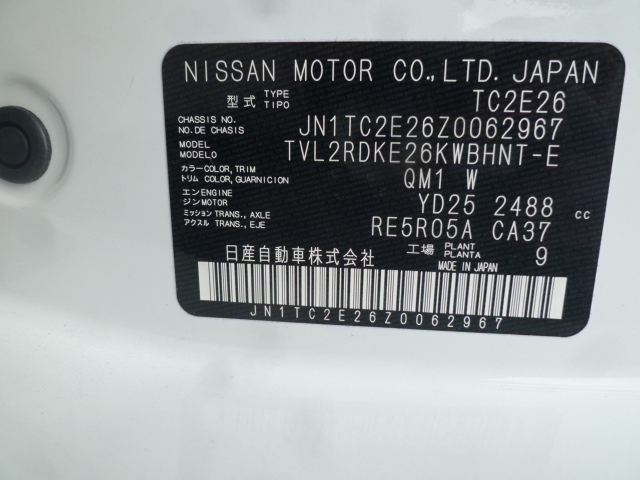 NISSAN MOTOR CO., LTD. JAPAN
型式 TYPE TIPO TC2E26
CHASSIS NO.
NO. DE CHASIS JN1TC2E26Z0062967
MODEL
MODELO TVL2RDKE26KWBHNT-E
カラー COLOR, TRIM
トリム COLOR, GUARNICION QM1 W
エンENGINE
ジンMOTOR YD25 2488 cc
ミッション TRANS., AXLE
アクスル TRANS., EJE RE5R05A CA37
日産自動車株式会社 工場 PLANT PLANTA 9
MADE IN JAPAN
JN1TC2E26Z0062967